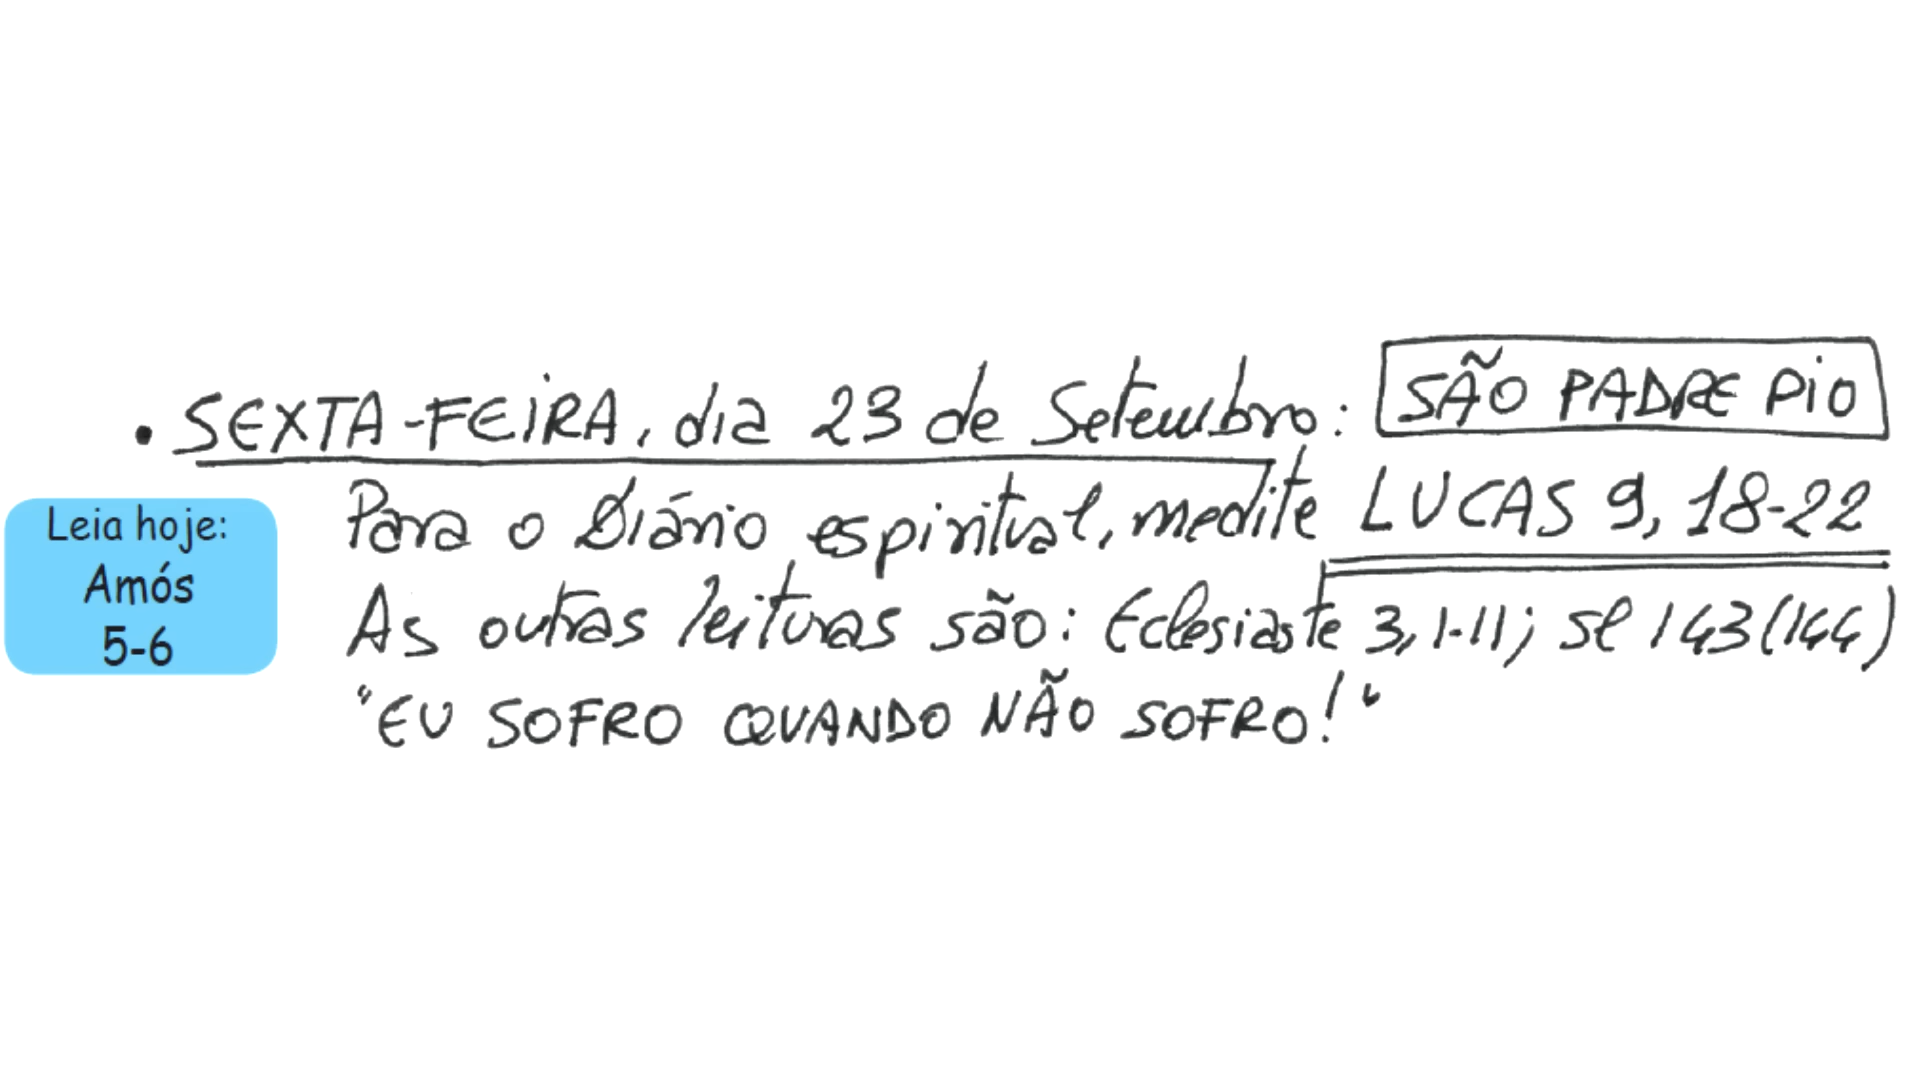 • SEXTA-FEIRA, dia 23 de Setembro: SÃO PADRE PIO
Leia hoje:
Amós
5-6
Para o Diário espiritual, medite LUCAS 9, 18-22
As outras leituras são: Eclesiaste 3, 1-11; Sl 143(144)
"EU SOFRO QUANDO NÃO SOFRO!"